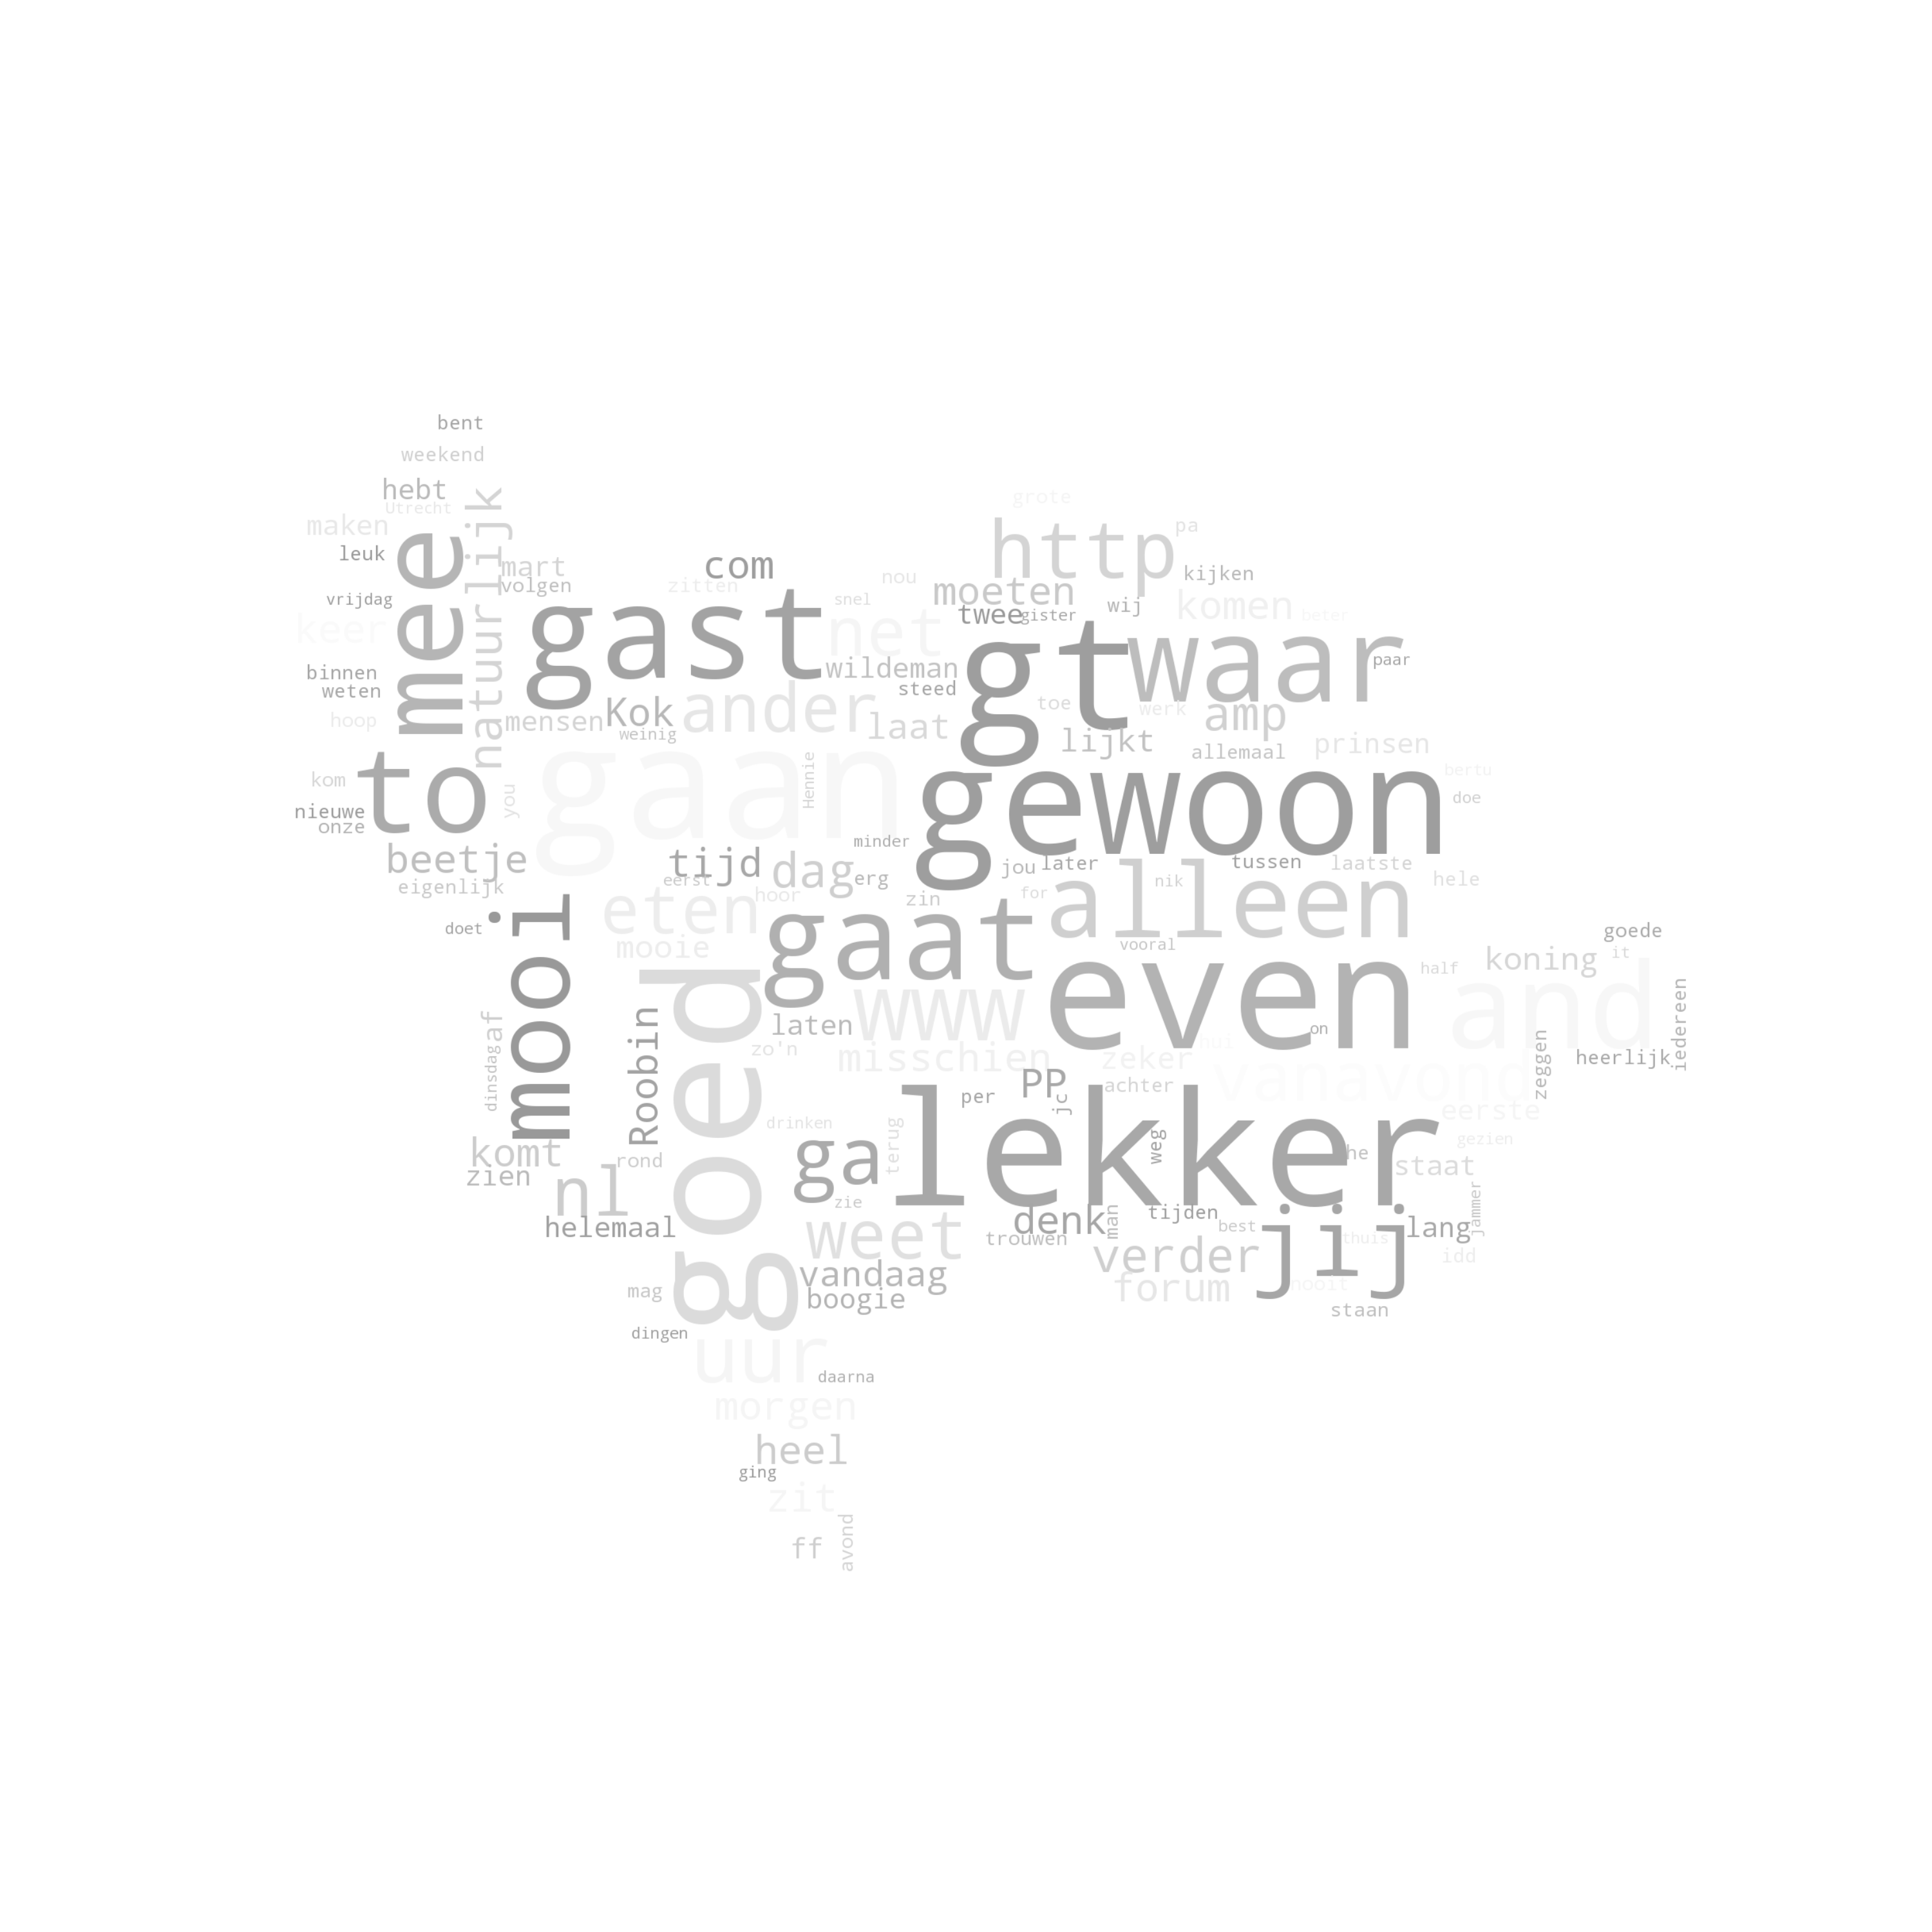 bent
weekend
hebt
Utrecht
maken
natuurlijk
mee
leuk
vrijdag
keer
binnen
weten
hoop
mart
volgen
com
zitten
nou
snel
grote
http
pa
kijken
moeten
twee
gister
wij
komen
beter
gast
net
wildeman
steed
gt
waar
paar
mensen
Kok
weinig
ander
laat
toe
werk
amp
lijkt
allemaal
prinsen
kom
nieuwe
onze
to
you
gaan
Hennie
gewoon
bertu
doe
beetje
eigenlijk
tijd
eerst
dag
erg
minder
jou
later
tussen
laatste
hele
doet
mooi
eten
hoor
mooie
zin
for
nik
alleen
gaat
vooral
goede
it
koning
half
and
iedereen
heerlijk
zeggen
dinsdag
af
Roobin
goed
laten
www
even
on
zo'n
misschien
zeker
hui
vanavond
eerste
gezien
PP
jc
achter
per
drinken
terug
ga
lekker
weg
he
staat
jammer
komt
zien
rond
nl
helemaal
zie
weet
denk
man
tijden
best
jij
thuis
lang
idd
trouwen
verder
forum
nooit
staan
vandaag
boogie
mag
dingen
uur
daarna
morgen
heel
ging
zit
ff
avond